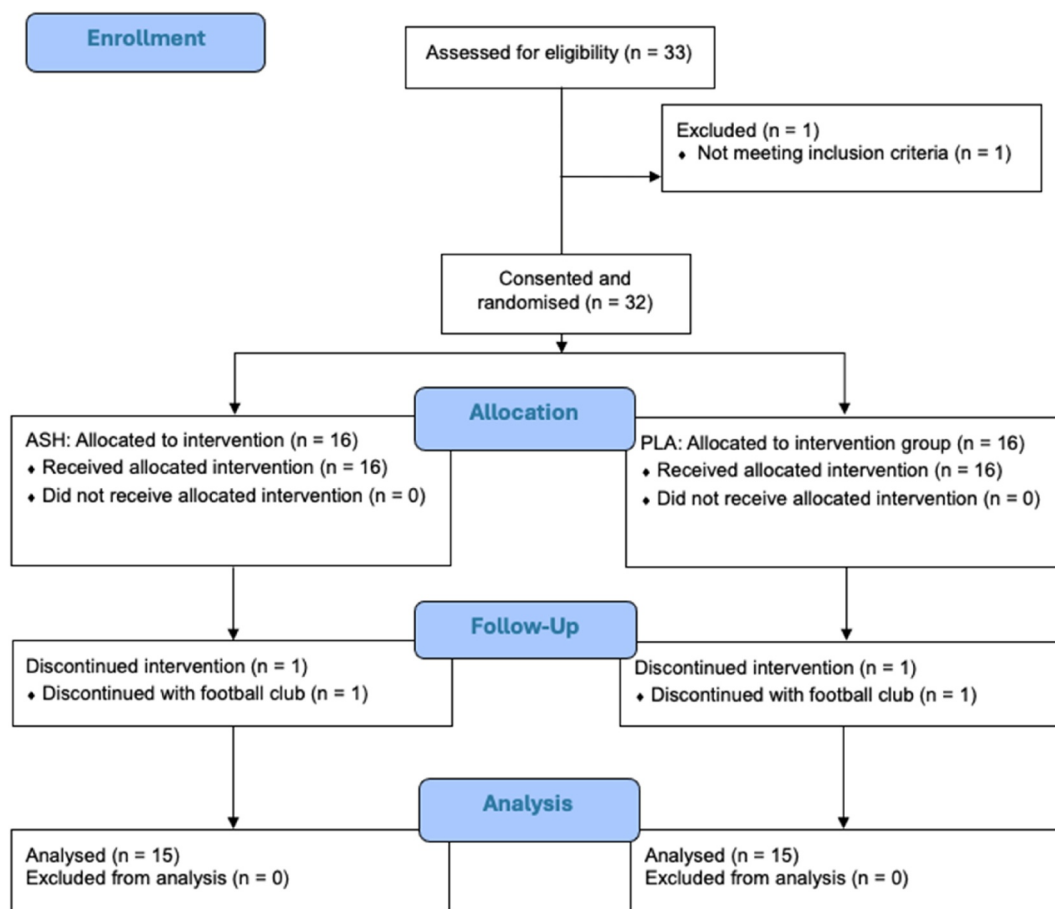 Enrollment
Assessed for eligibility (n = 33)
Excluded (n = 1)
♦ Not meeting inclusion criteria (n = 1)
Consented and
randomised (n = 32)
Allocation
ASH: Allocated to intervention (n = 16)
♦ Received allocated intervention (n = 16)
♦ Did not receive allocated intervention (n = 0)
PLA: Allocated to intervention group (n = 16)
♦ Received allocated intervention (n = 16)
♦ Did not receive allocated intervention (n = 0)
Follow-Up
Discontinued intervention (n = 1)
♦ Discontinued with football club (n = 1)
Discontinued intervention (n = 1)
♦ Discontinued with football club (n = 1)
Analysis
Analysed (n = 15)
Excluded from analysis (n = 0)
Analysed (n = 15)
Excluded from analysis (n = 0)